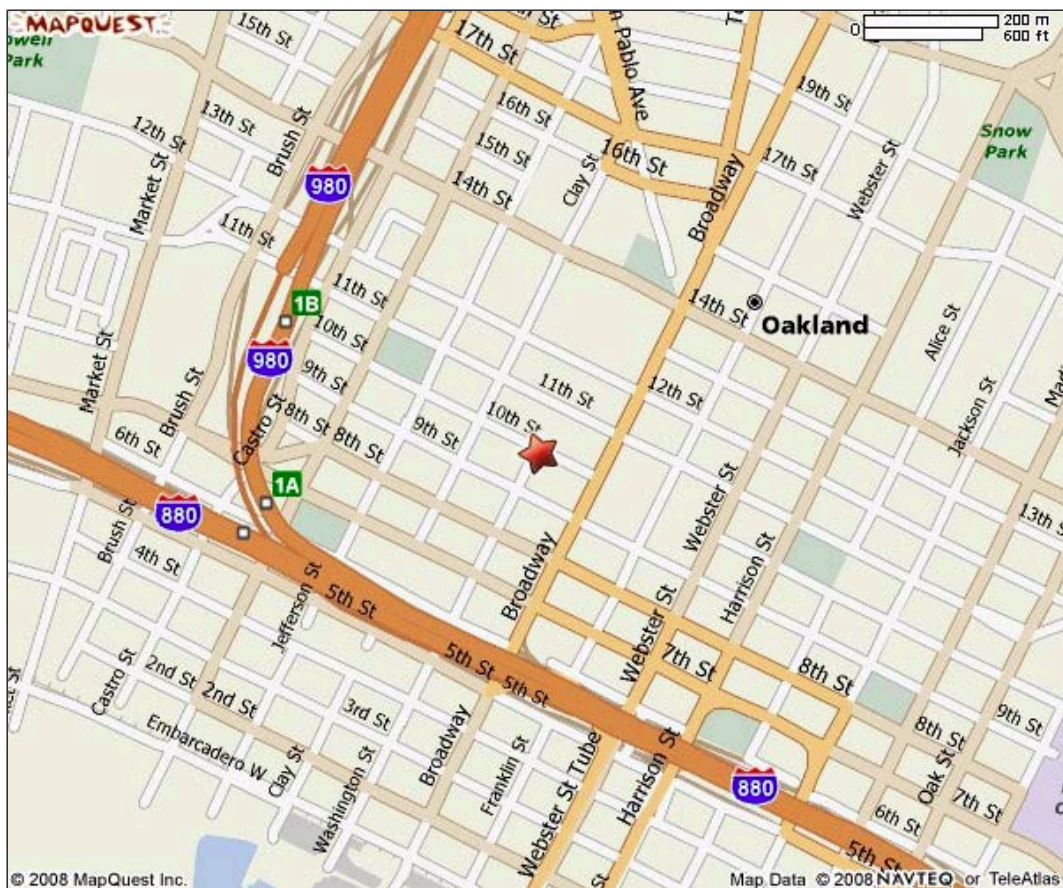 MAPQUEST
15th St
17th St
Pablo Ave
200 m
0
600 ft
Park
13th St
12th St
Brush St
16th St
19th St
Snow
Park
15th St
16th St
Clay St
17th St
Webster St
980
14th St
Broadway
Market St
11th St
11th St
1B
14th St
Oakland
10th St
980
Alice St
Market St
9th St
11th St
12th St
Brush St
8th St
10th St
Castro St
8th St
9th St
Jackson St
6th St
1A
880
Webster St
13th St
Brush St
4th St
Broadway
Harrison St
Jefferson St
5th St
Webster St
5th St
5th St
7th St
8th St
Castro St
2nd St
2nd St
3rd St
8th St
9th St
Embarcadero W
Clay St
Washington St
Broadway
Franklin St
Webster St Tube
Harrison St
880
Oak St
7th St
6th St
5th St
© 2008 MapQuest Inc.
Map Data © 2008 NAVTEQ or TeleAtlas